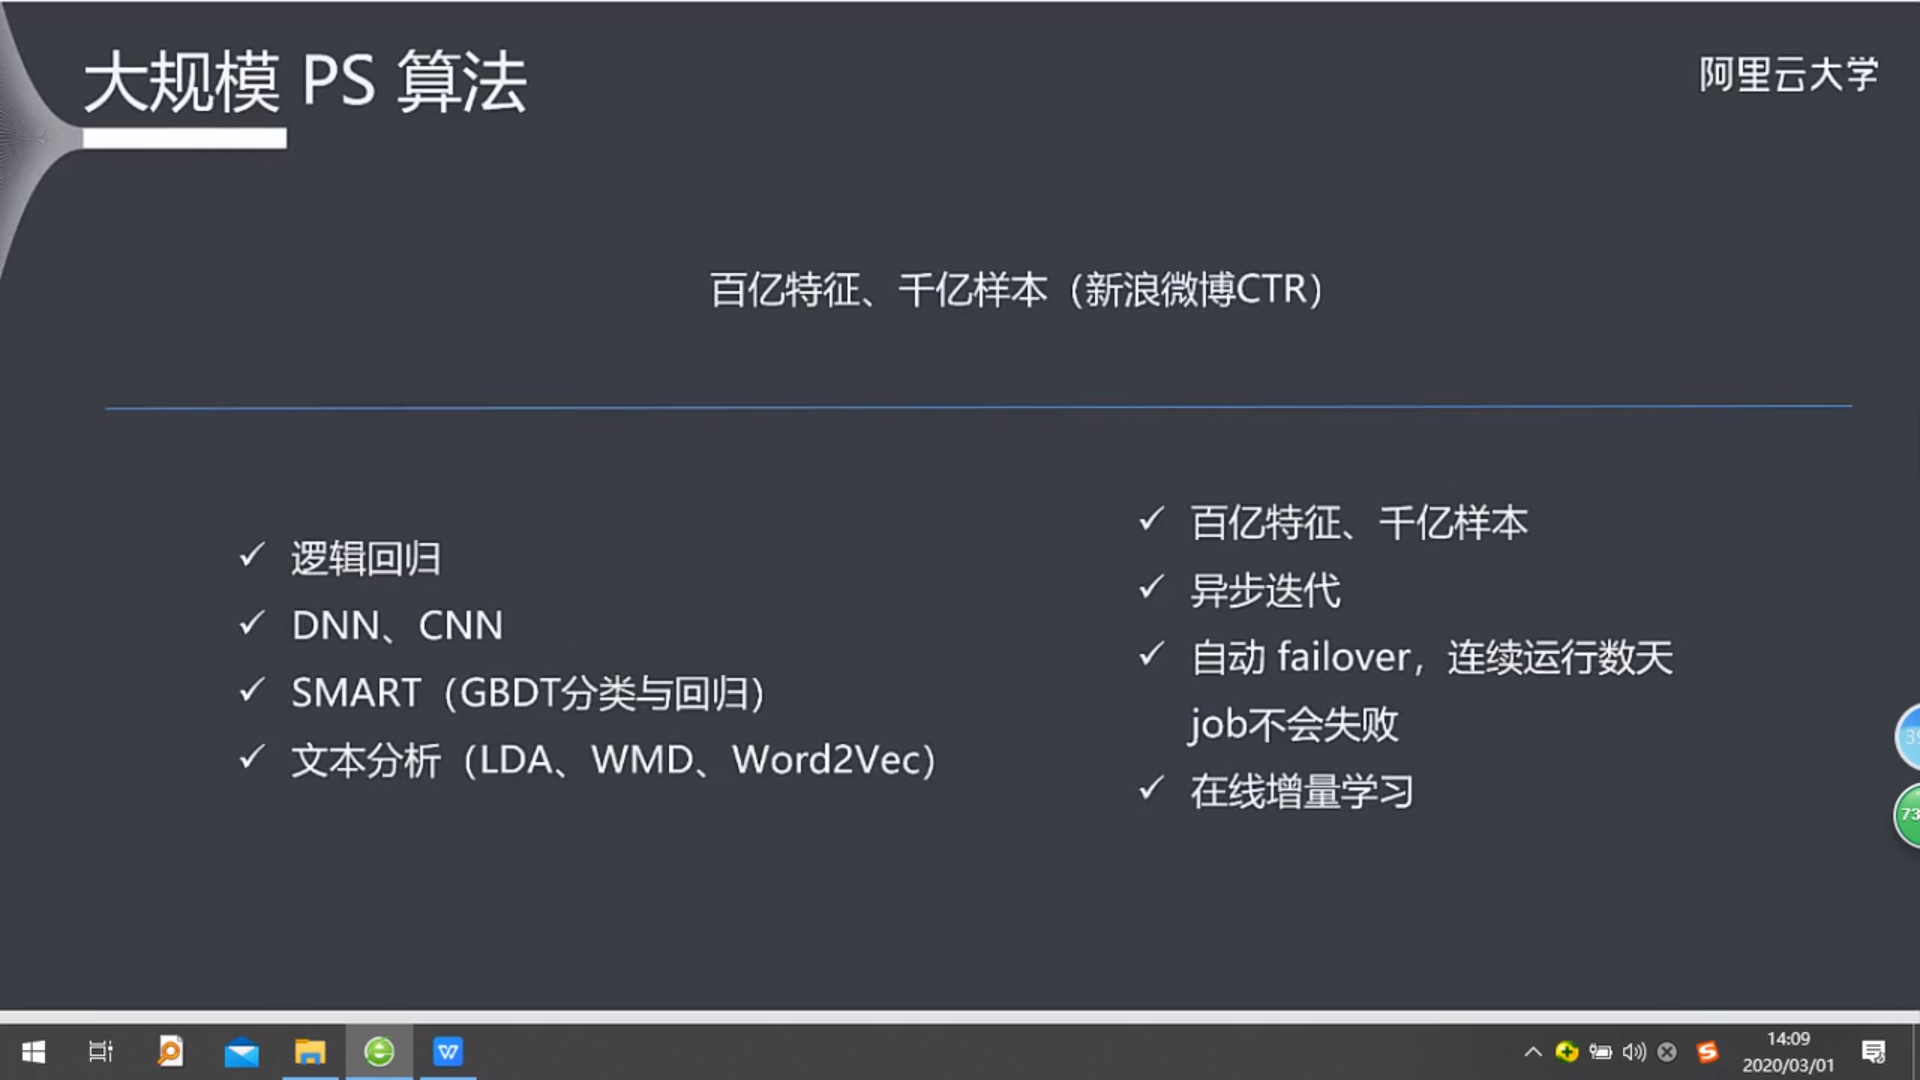 大规模 PS 算法
阿里云大学
百亿特征、千亿样本（新浪微博CTR）
✓ 逻辑回归
✓ DNN、CNN
✓ SMART（GBDT分类与回归）
✓ 文本分析（LDA、WMD、Word2Vec）
✓ 百亿特征、千亿样本
✓ 异步迭代
✓ 自动 failover，连续运行数天
job不会失败
✓ 在线增量学习
14:09
2020/03/01